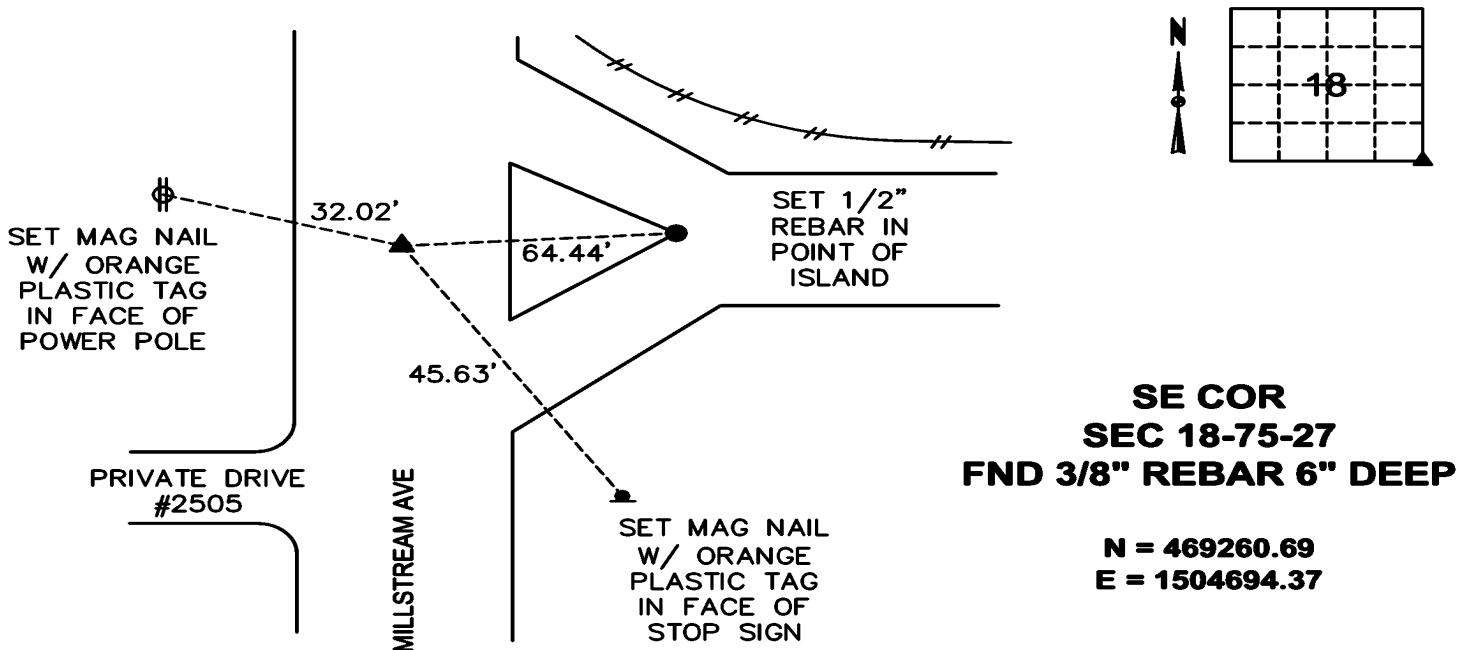 N
18
32.02'
64.44'
45.63'
SET MAG NAIL
W/ ORANGE
PLASTIC TAG
IN FACE OF
POWER POLE
SET 1/2"
REBAR IN
POINT OF
ISLAND
PRIVATE DRIVE
#2505
MILLSTREAM AVE
SET MAG NAIL
W/ ORANGE
PLASTIC TAG
IN FACE OF
STOP SIGN
SE COR
SEC 18-75-27
FND 3/8" REBAR 6" DEEP
N = 469260.69
E = 1504694.37